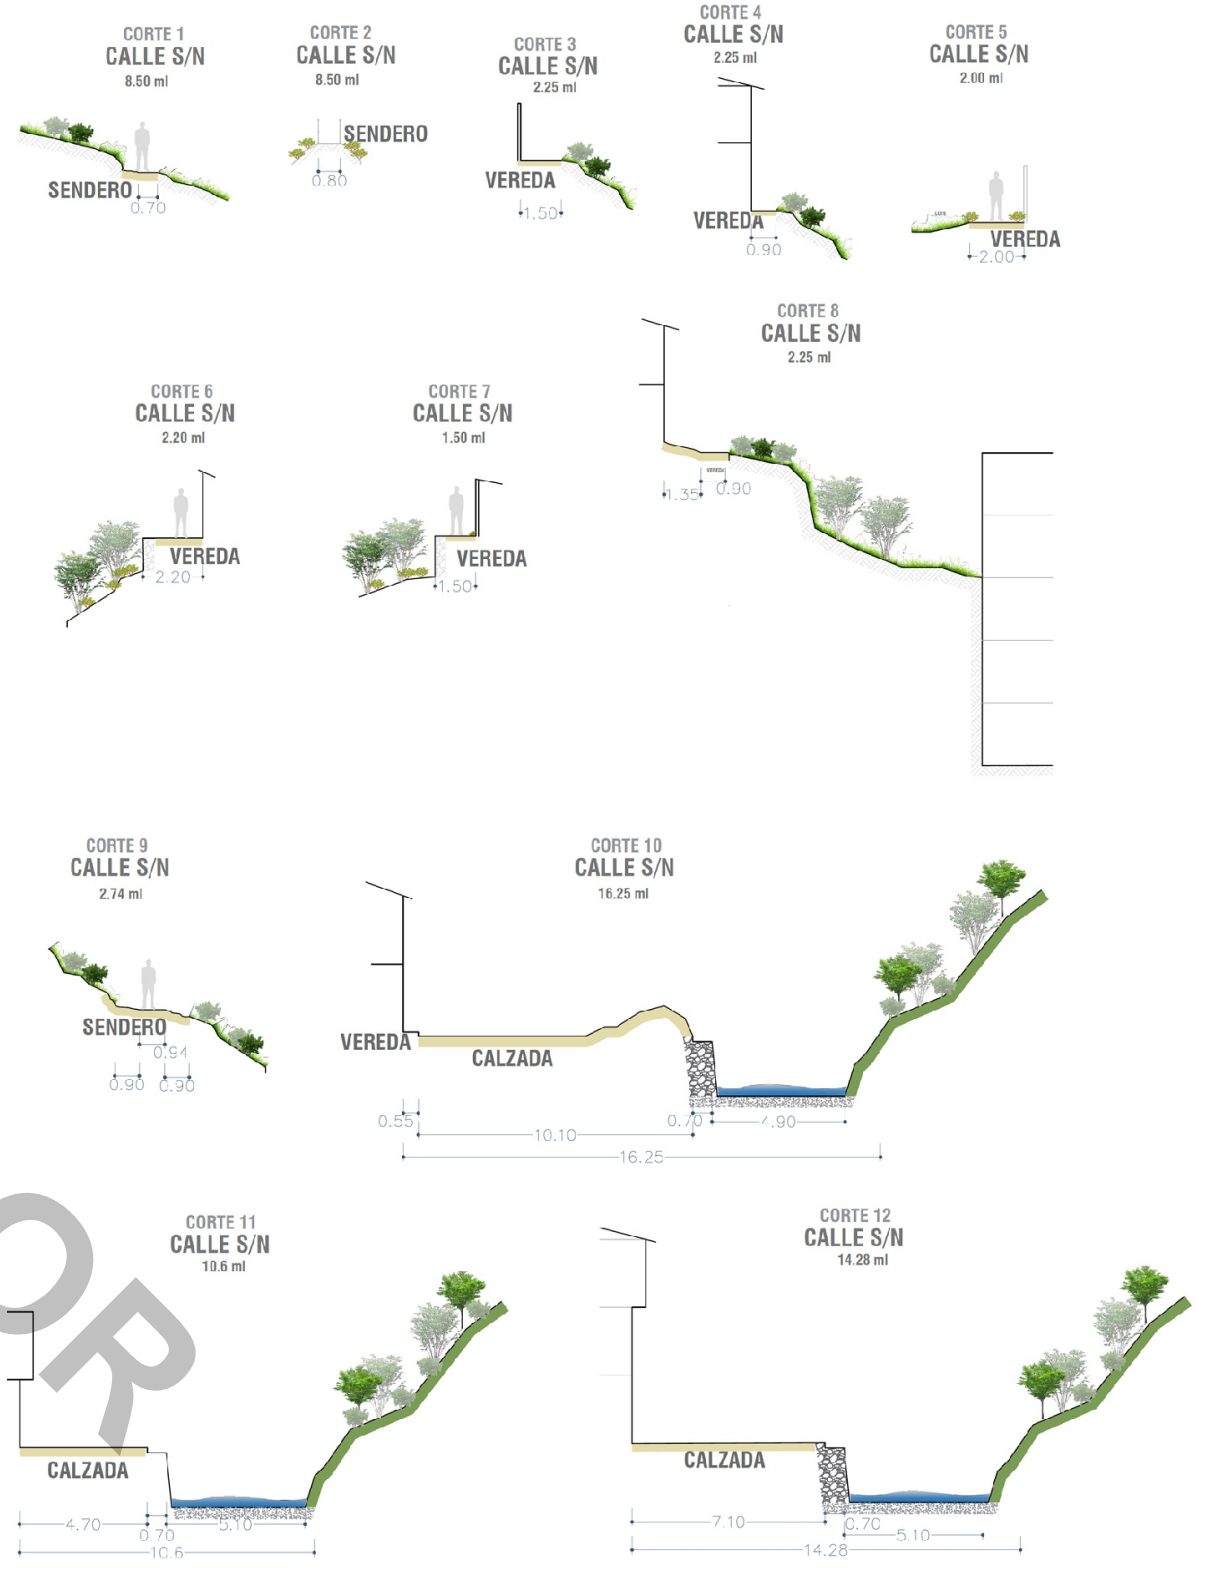 CORTE 1
CALLE S/N
8.50 ml
SENDERO
0.70
CORTE 2
CALLE S/N
8.50 ml
SENDERO
0.80
CORTE 3
CALLE S/N
2.25 ml
VEREDA
1.50
CORTE 4
CALLE S/N
2.25 ml
VEREDA
0.90
CORTE 5
CALLE S/N
2.00 ml
VEREDA
2.00
CORTE 6
CALLE S/N
2.20 ml
VEREDA
2.20
CORTE 7
CALLE S/N
1.50 ml
VEREDA
1.50
CORTE 8
CALLE S/N
2.25 ml
VEREDA
1.35
0.90
CORTE 9
CALLE S/N
2.74 ml
SENDERO
0.94
0.90
0.90
CORTE 10
CALLE S/N
16.25 ml
VEREDA
CALZADA
0.55
0.70
4.90
10.10
16.25
OR
CORTE 11
CALLE S/N
10.6 ml
CALZADA
4.70
0.70
5.10
10.6
CORTE 12
CALLE S/N
14.28 ml
CALZADA
7.10
0.70
5.10
14.28